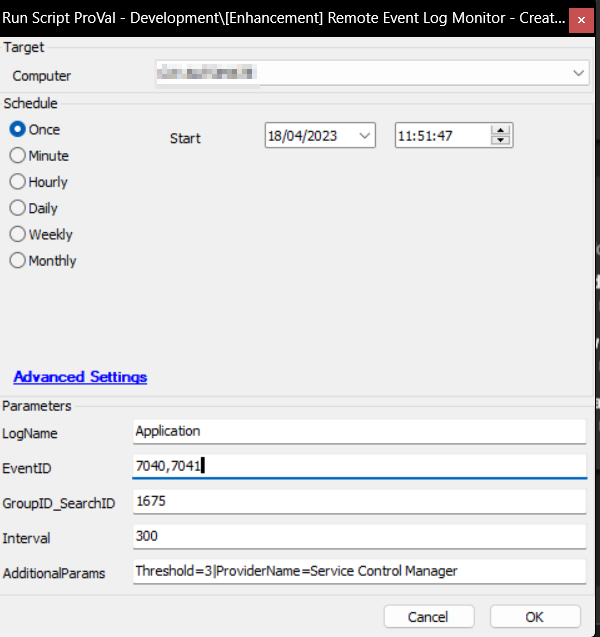 Run Script ProVal - Development\[Enhancement] Remote Event Log Monitor - Creat...
Target
Computer
Schedule
Once
Start 18/04/2023 11:51:47
Minute
Hourly
Daily
Weekly
Monthly
Advanced Settings
Parameters
LogName Application
EventID 7040,7041
GroupID_SearchID 1675
Interval 300
AdditionalParams Threshold=3|ProviderName=Service Control Manager
Cancel OK